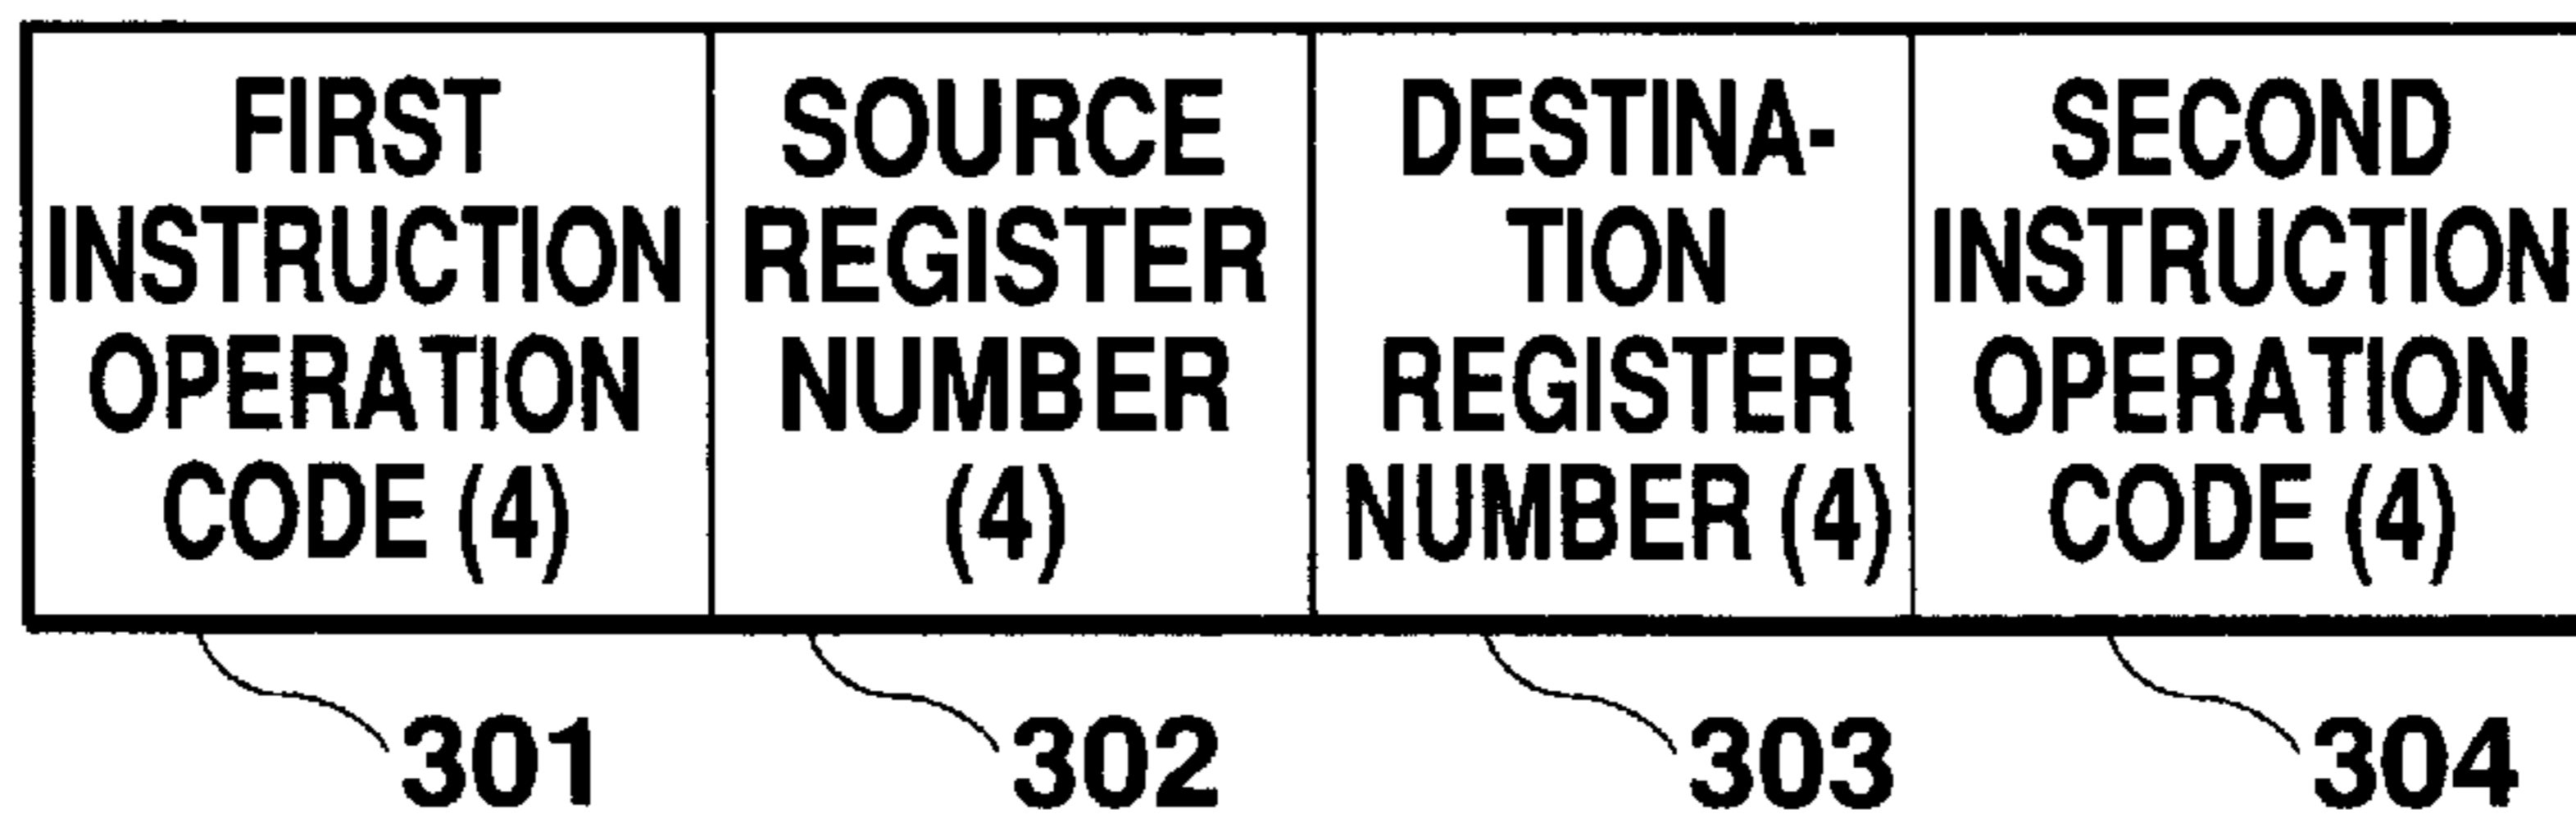 FIRST
INSTRUCTION
OPERATION
CODE (4)
SOURCE
REGISTER
NUMBER
(4)
DESTINA-
TION
REGISTER
NUMBER (4)
SECOND
INSTRUCTION
OPERATION
CODE (4)
301
302
303
304